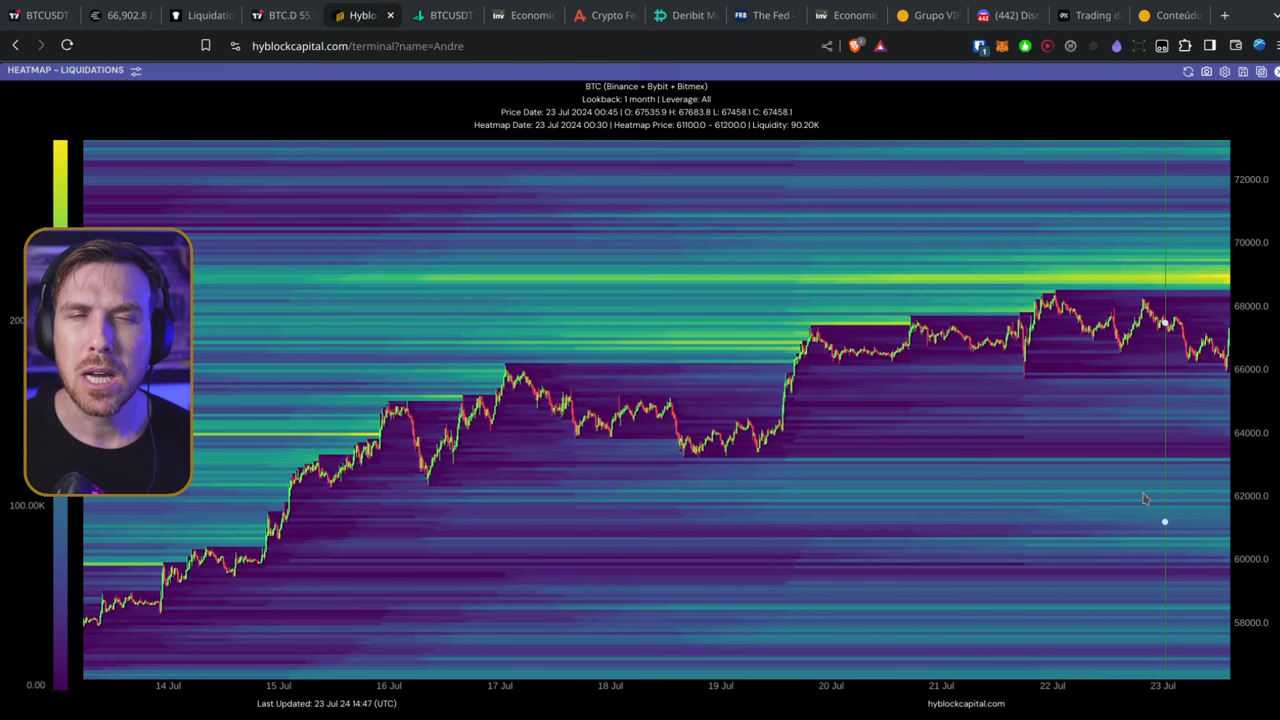 BTCUSDT
66,902.8 B
Liquidatio
BTC.D 55.
Hyblo
BTCUSDT
Economic
Crypto Fe
Deribit M
FRB
The Fed -
Economic
Grupo VIP
(442) Disc
Trading d
Conteúdo
hyblockcapital.com/terminal?name=Andre
HEATMAP - LIQUIDATIONS
BTC (Binance + Bybit + Bitmex)
Lookback: 1 month | Leverage: All
Price Date: 23 Jul 2024 00:45 | O: 67535.9 H: 67683.8 L: 67458.1 C: 67458.1
Heatmap Date: 23 Jul 2024 00:30 | Heatmap Price: 61100.0 - 61200.0 | Liquidity: 90.20K
72000.0
70000.0
68000.0
66000.0
64000.0
62000.0
60000.0
58000.0
200
100.00K
0.00
14 Jul 15 Jul 16 Jul 17 Jul 18 Jul 19 Jul 20 Jul 21 Jul 22 Jul 23 Jul
Last Updated: 23 Jul 24 14:47 (UTC)
hyblockcapital.com